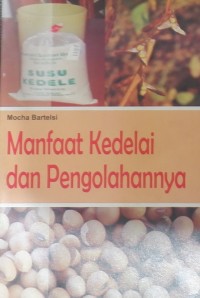 SUSU
KEDELE
Mocha Bartelsi
Manfaat Kedelai
dan Pengolahannya